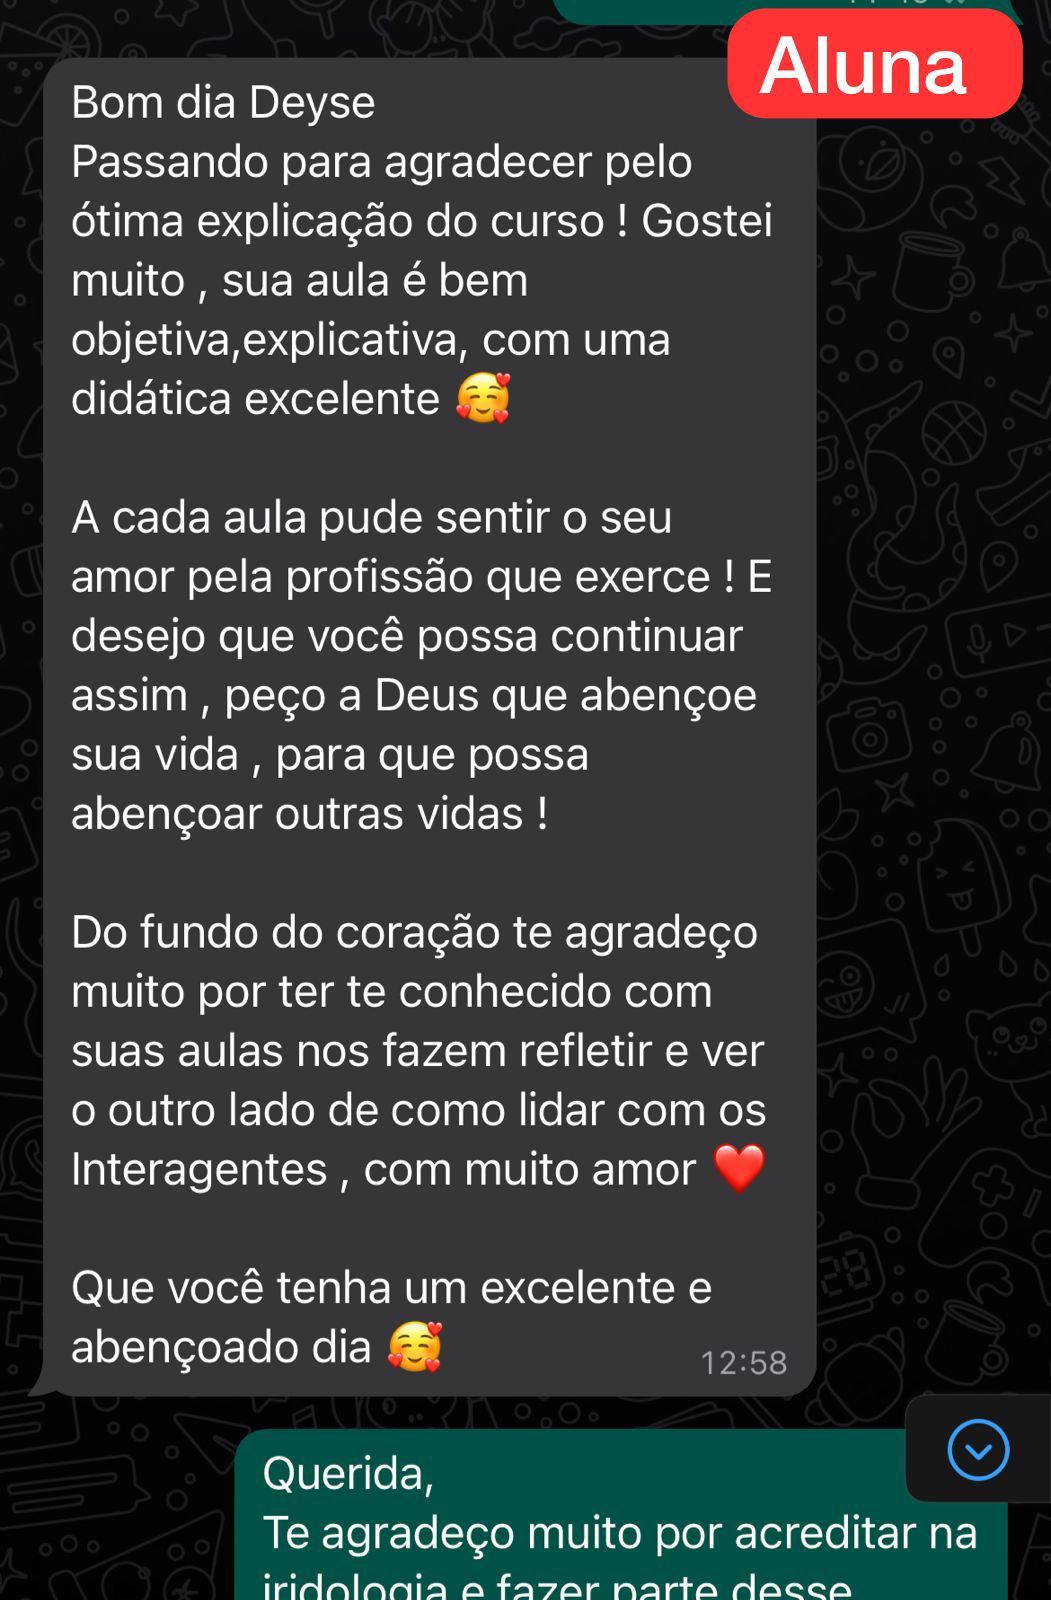 Aluna
Bom dia Deyse
Passando para agradecer pelo
ótima explicação do curso ! Gostei
muito , sua aula é bem
objetiva,explicativa, com uma
didática excelente 🥰
A cada aula pude sentir o seu
amor pela profissão que exerce ! E
desejo que você possa continuar
assim , peço a Deus que abençoe
sua vida , para que possa
abençoar outras vidas !
Do fundo do coração te agradeço
muito por ter te conhecido com
suas aulas nos fazem refletir e ver
o outro lado de como lidar com os
Interagentes , com muito amor ❤️
Que você tenha um excelente e
abençoado dia 🥰
12:58
Querida,
Te agradeço muito por acreditar na
iridologia e fazer parte desse